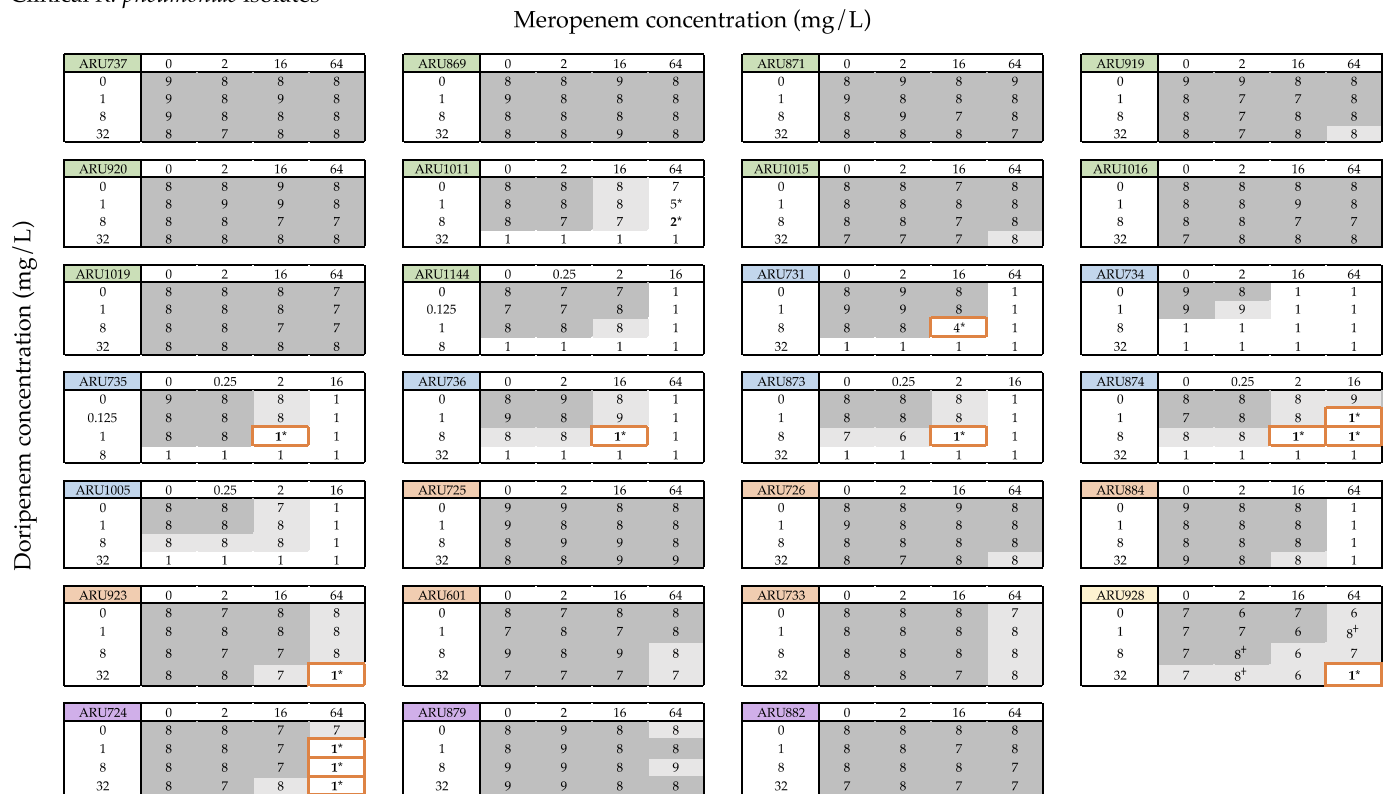 Meropenem concentration (mg/L)
Doripenem concentration (mg/L)
ARU737 0 2 16 64
0 9 8 8 8
1 9 8 9 8
8 9 8 8 8
32 8 7 8 8
ARU869 0 2 16 64
0 8 8 9 8
1 9 8 8 8
8 8 8 8 8
32 8 8 9 8
ARU871 0 2 16 64
0 8 9 8 9
1 9 8 8 8
8 8 9 7 8
32 8 8 8 7
ARU919 0 2 16 64
0 9 9 8 8
1 8 7 7 8
8 8 7 8 8
32 8 7 8 8
ARU920 0 2 16 64
0 8 8 9 8
1 8 9 9 8
8 8 8 7 7
32 8 8 8 8
ARU1011 0 2 16 64
0 8 8 8 7
1 8 8 8 5*
8 8 7 7 2*
32 1 1 1 1
ARU1015 0 2 16 64
0 8 8 7 8
1 8 8 8 8
8 8 8 7 8
32 7 7 7 8
ARU1016 0 2 16 64
0 8 8 8 8
1 8 8 9 8
8 8 8 7 7
32 7 8 8 8
ARU1019 0 2 16 64
0 8 8 8 7
1 8 8 8 8
8 8 8 7 7
32 8 8 8 8
ARU1144 0 0.25 2 16
0 8 7 7 1
0.125 7 7 8 1
1 8 8 8 1
8 1 1 1 1
ARU731 0 2 16 64
0 8 9 8 1
1 9 9 8 1
8 8 8 4* 1
32 1 1 1 1
ARU734 0 2 16 64
0 9 8 1 1
1 9 9 1 1
8 1 1 1 1
32 1 1 1 1
ARU735 0 0.25 2 16
0 9 8 8 1
0.125 8 8 8 1
1 8 8 1* 1
8 1 1 1 1
ARU736 0 2 16 64
0 8 9 8 1
1 9 8 9 1
8 8 8 1* 1
32 1 1 1 1
ARU873 0 0.25 2 16
0 8 8 8 1
1 8 8 8 1
8 7 6 1* 1
32 1 1 1 1
ARU874 0 0.25 2 16
0 8 8 8 9
1 7 8 8 1*
8 8 8 1* 1*
32 1 1 1 1
ARU1005 0 0.25 2 16
0 8 8 7 1
1 8 8 8 1
8 8 8 8 1
32 1 1 1 1
ARU725 0 2 16 64
0 9 9 8 8
1 9 8 8 8
8 9 9 8 8
32 8 8 9 9
ARU726 0 2 16 64
0 8 8 9 8
1 9 8 8 8
8 8 8 8 8
32 8 7 8 8
ARU884 0 2 16 64
0 9 8 8 1
1 8 8 8 1
8 8 8 8 1
32 9 8 8 1
ARU923 0 2 16 64
0 8 7 8 8
1 8 8 8 8
8 8 7 7 8
32 8 8 7 1*
ARU601 0 2 16 64
0 8 7 8 8
1 7 8 7 8
8 9 8 9 8
32 8 7 7 7
ARU733 0 2 16 64
0 8 8 8 7
1 8 8 8 8
8 8 8 8 8
32 8 8 7 8
ARU928 0 2 16 64
0 7 6 7 6
1 7 7 6 8†
8 7 8† 6 7
32 7 8† 6 1*
ARU724 0 2 16 64
0 8 8 7 7
1 8 8 7 1*
8 8 8 7 1*
32 8 7 8 1*
ARU879 0 2 16 64
0 8 9 8 8
1 9 8 8 8
8 9 9 8 9
32 9 9 8 8
ARU882 0 2 16 64
0 8 8 8 8
1 8 8 7 8
8 8 8 8 7
32 7 8 7 7